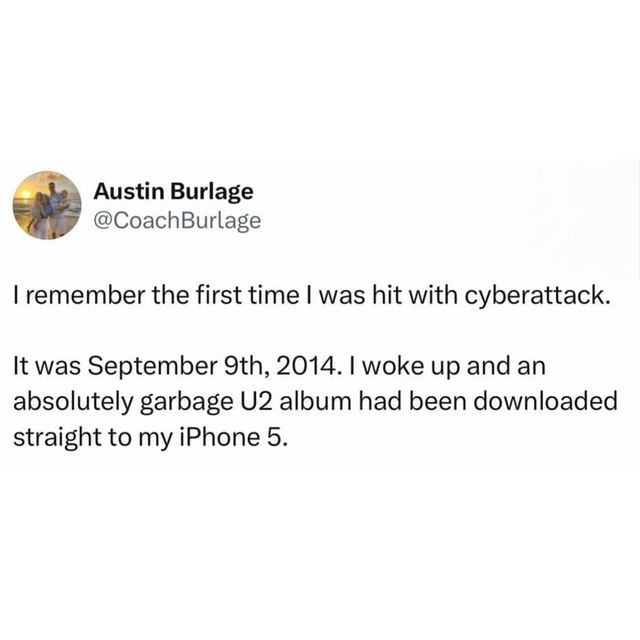 Austin Burlage
@CoachBurlage
I remember the first time I was hit with cyberattack.
It was September 9th, 2014. I woke up and an
absolutely garbage U2 album had been downloaded
straight to my iPhone 5.